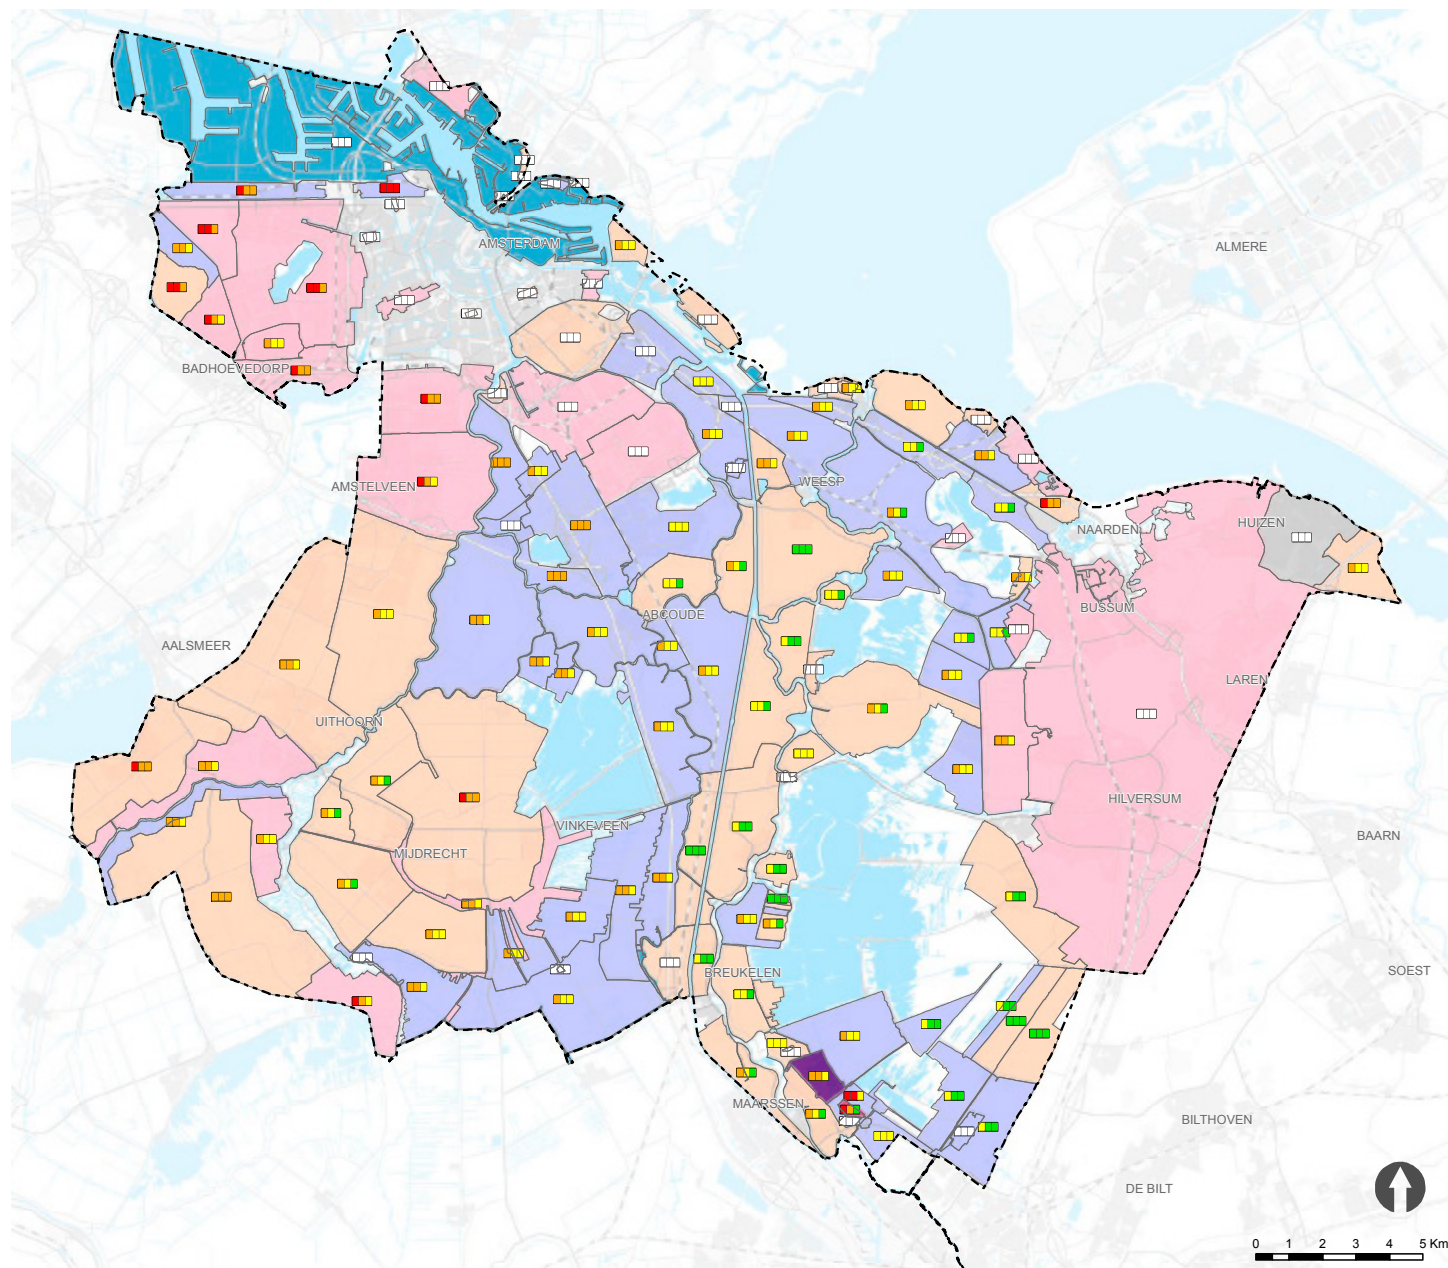 ALMERE
AMSTERDAM
BADHOEVEDORP
AMSTELVEEN
WEESP
NAARDEN
HUIZEN
BUSSUM
ABCOUDE
AALSMEER
LAREN
UITHOORN
HILVERSUM
VINKEVEEN
BAARN
MIJDRECHT
BREUKELEN
SOEST
MAARSSEN
BILTHOVEN
DE BILT
0 1 2 3 4 5 Km